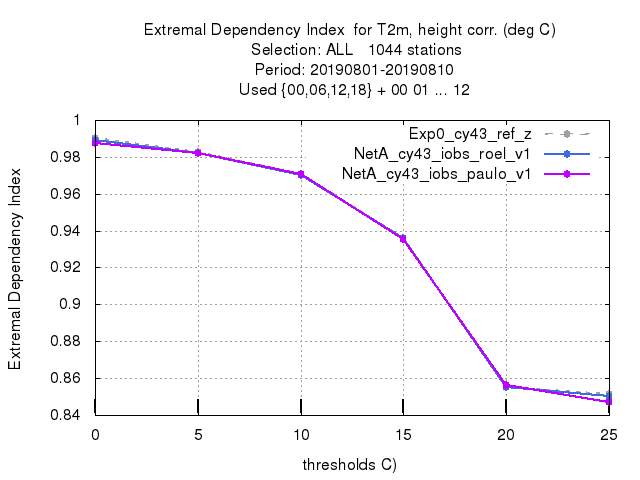 Extremal Dependency Index  for T2m, height corr. (deg C)
Selection: ALL   1044 stations
Period: 20190801-20190810
Used {00,06,12,18} + 00 01 ... 12
Exp0_cy43_ref_z
NetA_cy43_iobs_roel_v1
NetA_cy43_iobs_paulo_v1
Extremal Dependency Index
1
0.98
0.96
0.94
0.92
0.9
0.88
0.86
0.84
0 5 10 15 20 25
thresholds C)